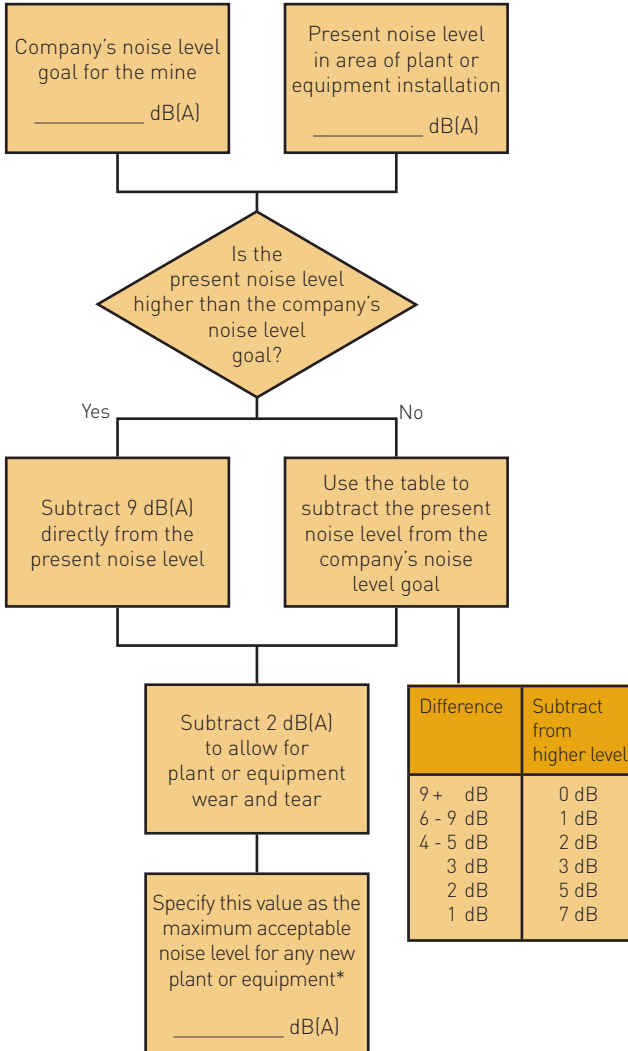 Company's noise level
goal for the mine
__________ dB(A)
Present noise level
in area of plant or
equipment installation
__________ dB(A)
Is the
present noise level
higher than the company's
noise level
goal?
Yes
No
Subtract 9 dB(A)
directly from the
present noise level
Use the table to
subtract the present
noise level from the
company's noise
level goal
Subtract 2 dB(A)
to allow for
plant or equipment
wear and tear
Difference
Subtract
from
higher level
9 + dB 0 dB
6 - 9 dB 1 dB
4 - 5 dB 2 dB
3 dB 3 dB
2 dB 5 dB
1 dB 7 dB
Specify this value as the
maximum acceptable
noise level for any new
plant or equipment*
__________ dB(A)